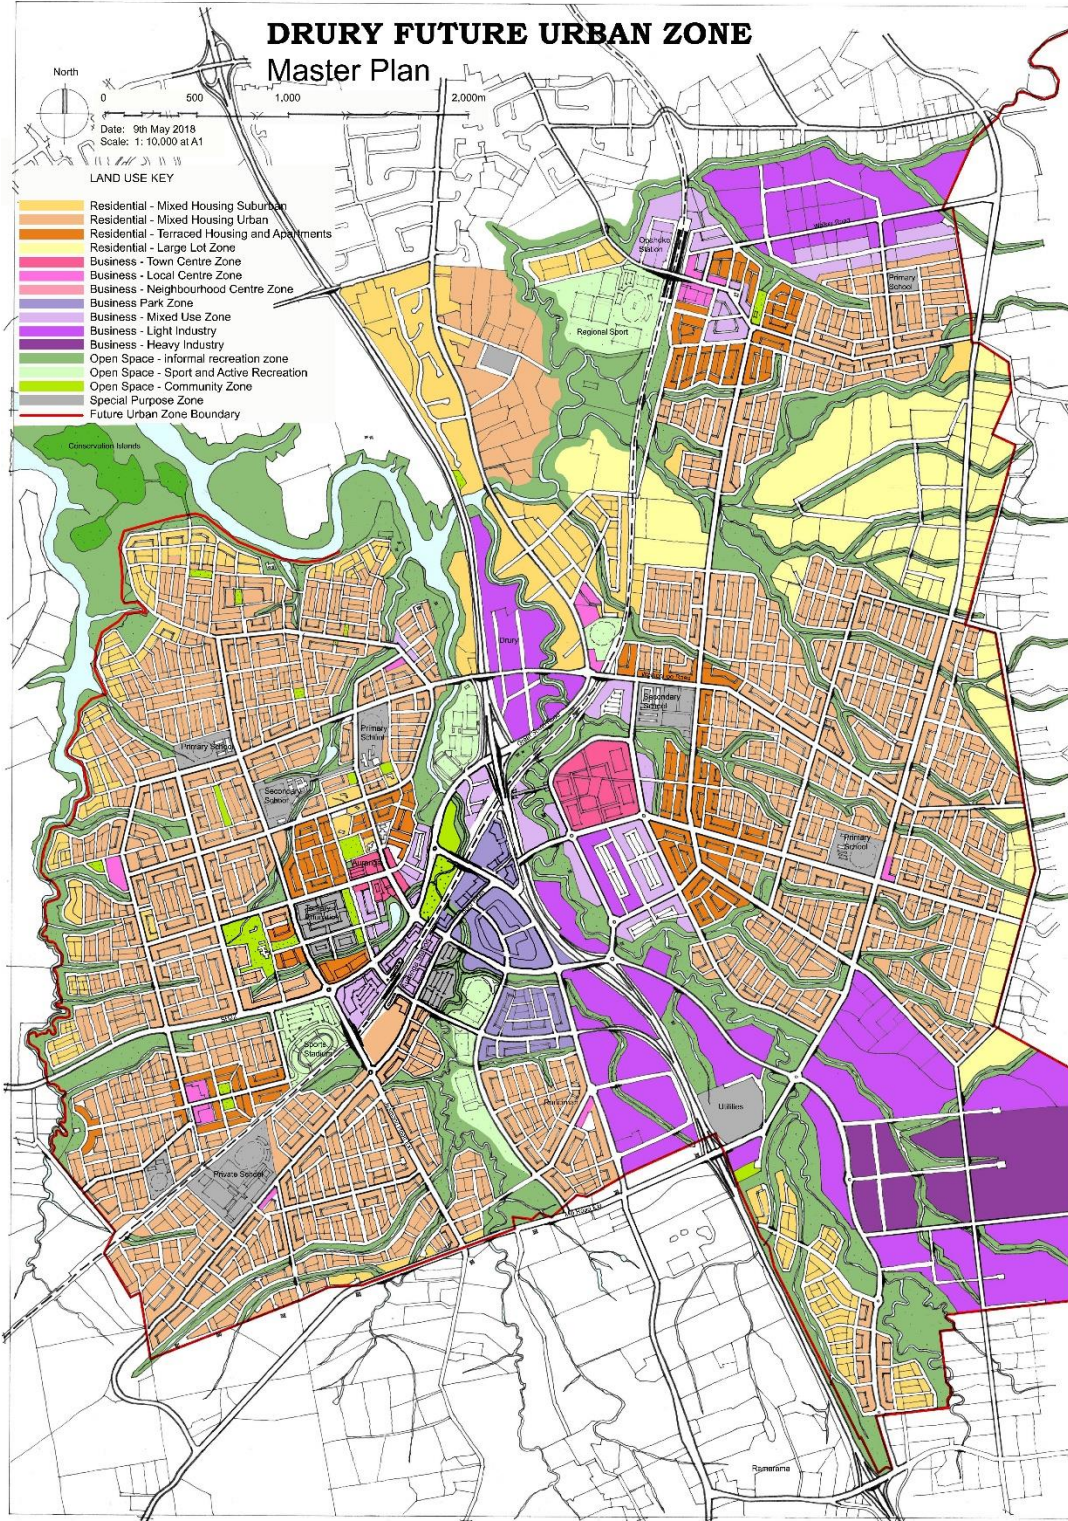 DRURY FUTURE URBAN ZONE
Master Plan
North
0 500 1,000 2,000m
Date: 9th May 2018
Scale: 1: 10,000 at A1
LAND USE KEY
Residential - Mixed Housing Suburban
Residential - Mixed Housing Urban
Residential - Terraced Housing and Apartments
Residential - Large Lot Zone
Business - Town Centre Zone
Business - Local Centre Zone
Business - Neighbourhood Centre Zone
Business Park Zone
Business - Mixed Use Zone
Business - Light Industry
Business - Heavy Industry
Open Space - informal recreation zone
Open Space - Sport and Active Recreation
Open Space - Community Zone
Special Purpose Zone
Future Urban Zone Boundary
Station
Primary
School
Regional Sport
Conservation Islands
Drury
Secondary
School
Primary School
Primary
School
Secondary
School
Primary
School
Sports
Stadium
Utilities
Private School
Ramarama